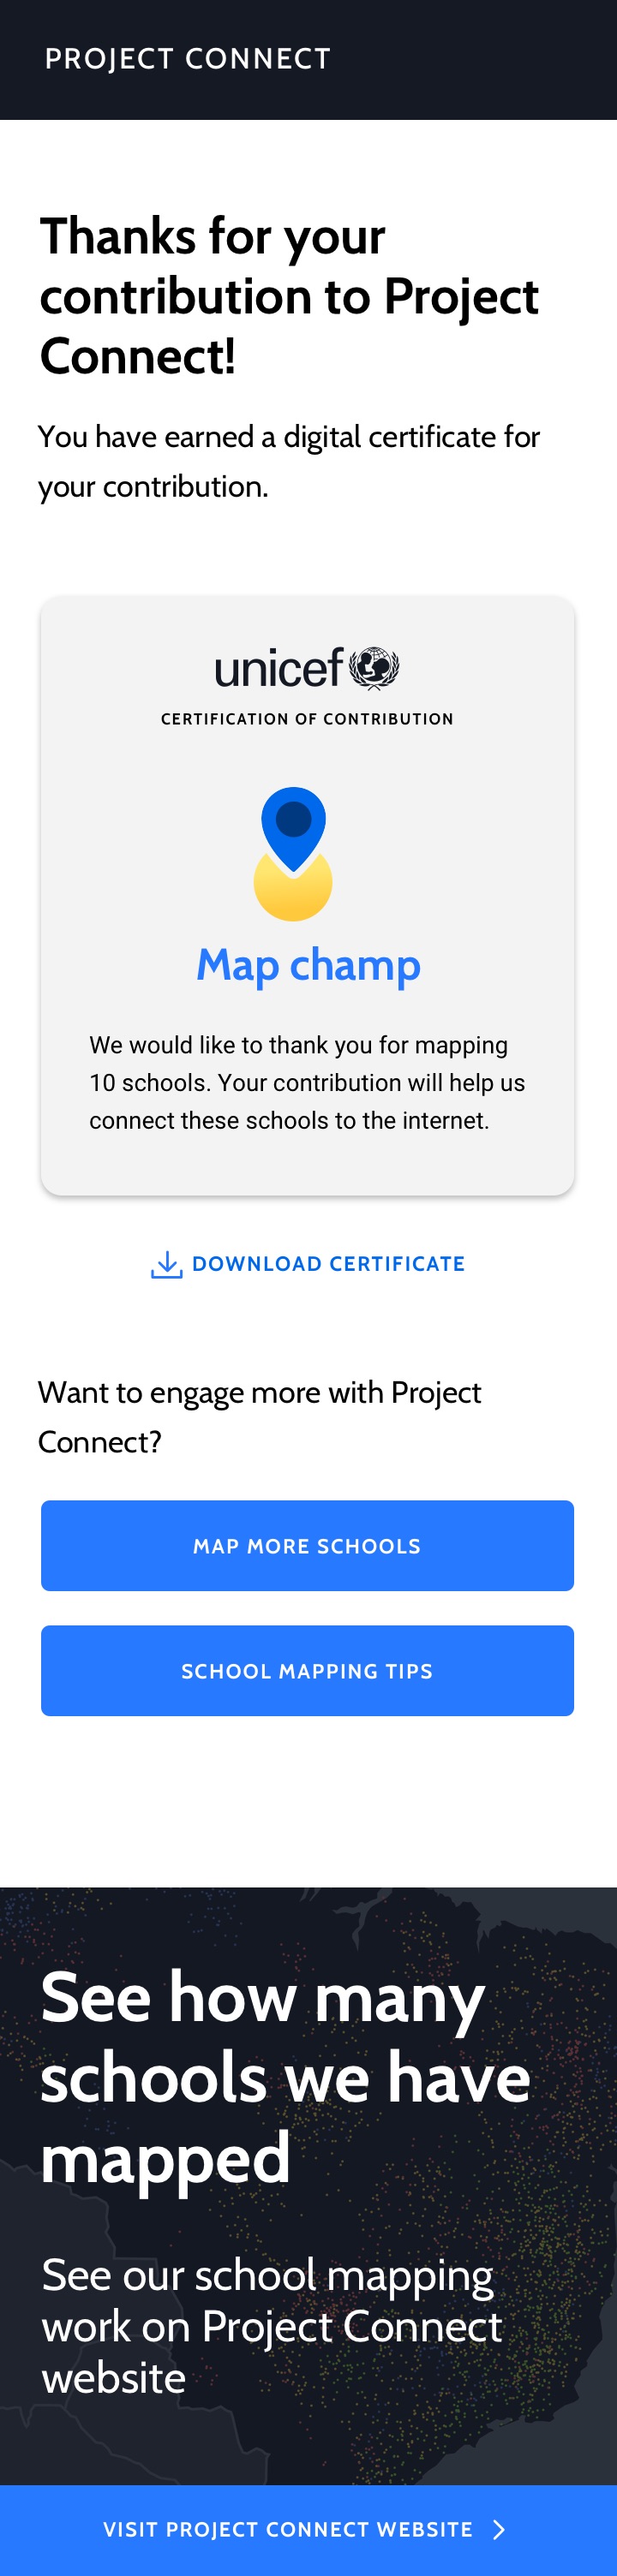 PROJECT CONNECT
Thanks for your
contribution to Project
Connect!
You have earned a digital certificate for
your contribution.
unicef
CERTIFICATION OF CONTRIBUTION
Map champ
We would like to thank you for mapping
10 schools. Your contribution will help us
connect these schools to the internet.
DOWNLOAD CERTIFICATE
Want to engage more with Project
Connect?
MAP MORE SCHOOLS
SCHOOL MAPPING TIPS
See how many
schools we have
mapped
See our school mapping
work on Project Connect
website
VISIT PROJECT CONNECT WEBSITE